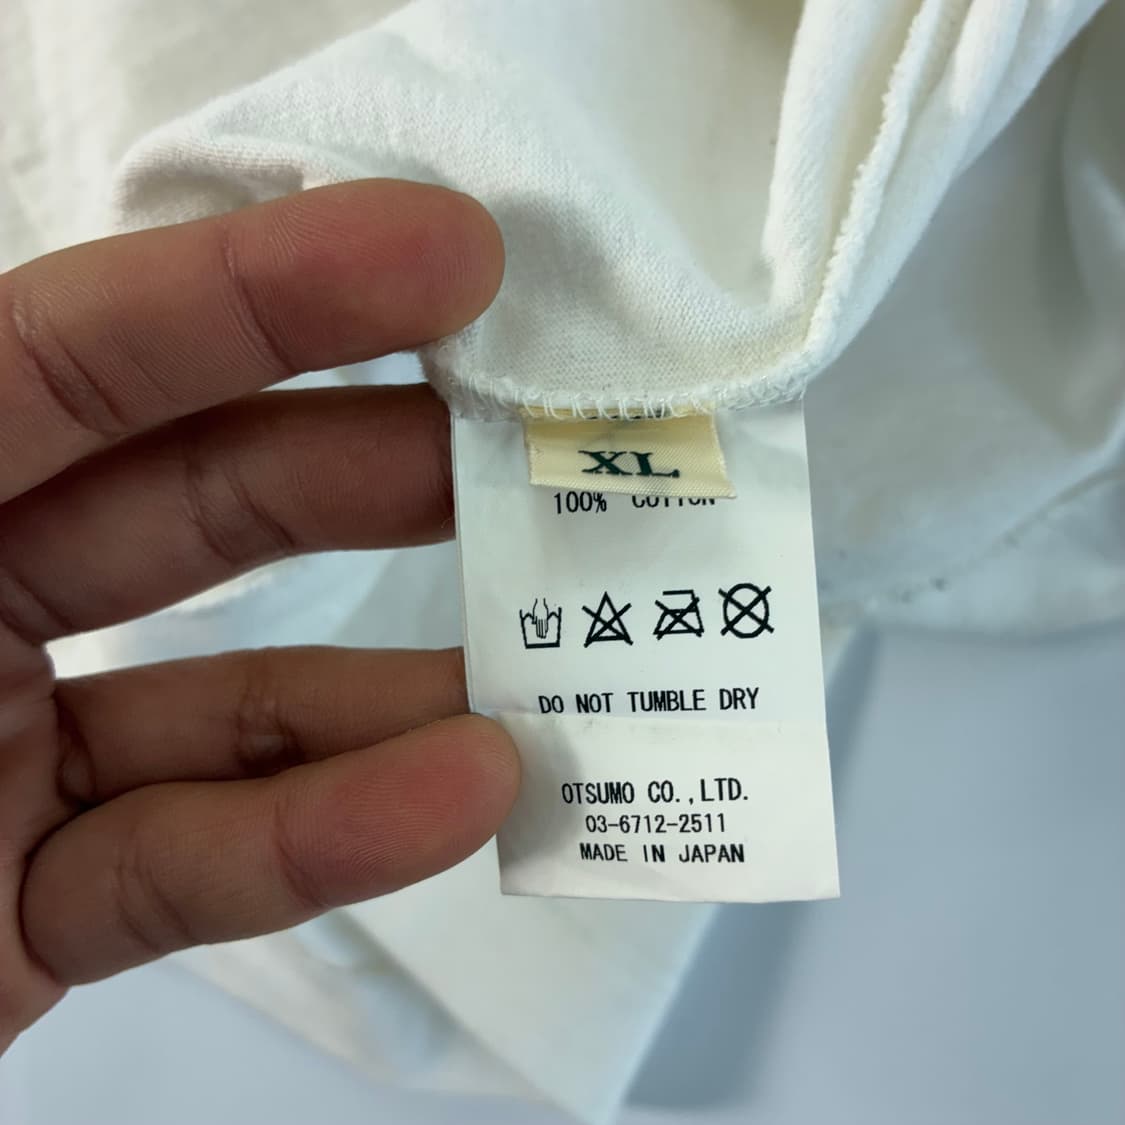 XL
100% COTTON
DO NOT TUMBLE DRY
OTSUMO CO.,LTD.
03-6712-2511
MADE IN JAPAN